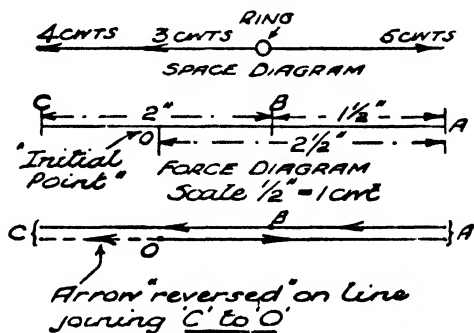 RING
4 CWTS 3 CWTS 5 CWTS
SPACE DIAGRAM
C 2" B 1½" A
O 2½"
"Initial Point"
FORCE DIAGRAM
Scale ½" = 1 cwt
C B A
O
Arrow "reversed" on line
joining 'C' to 'O'